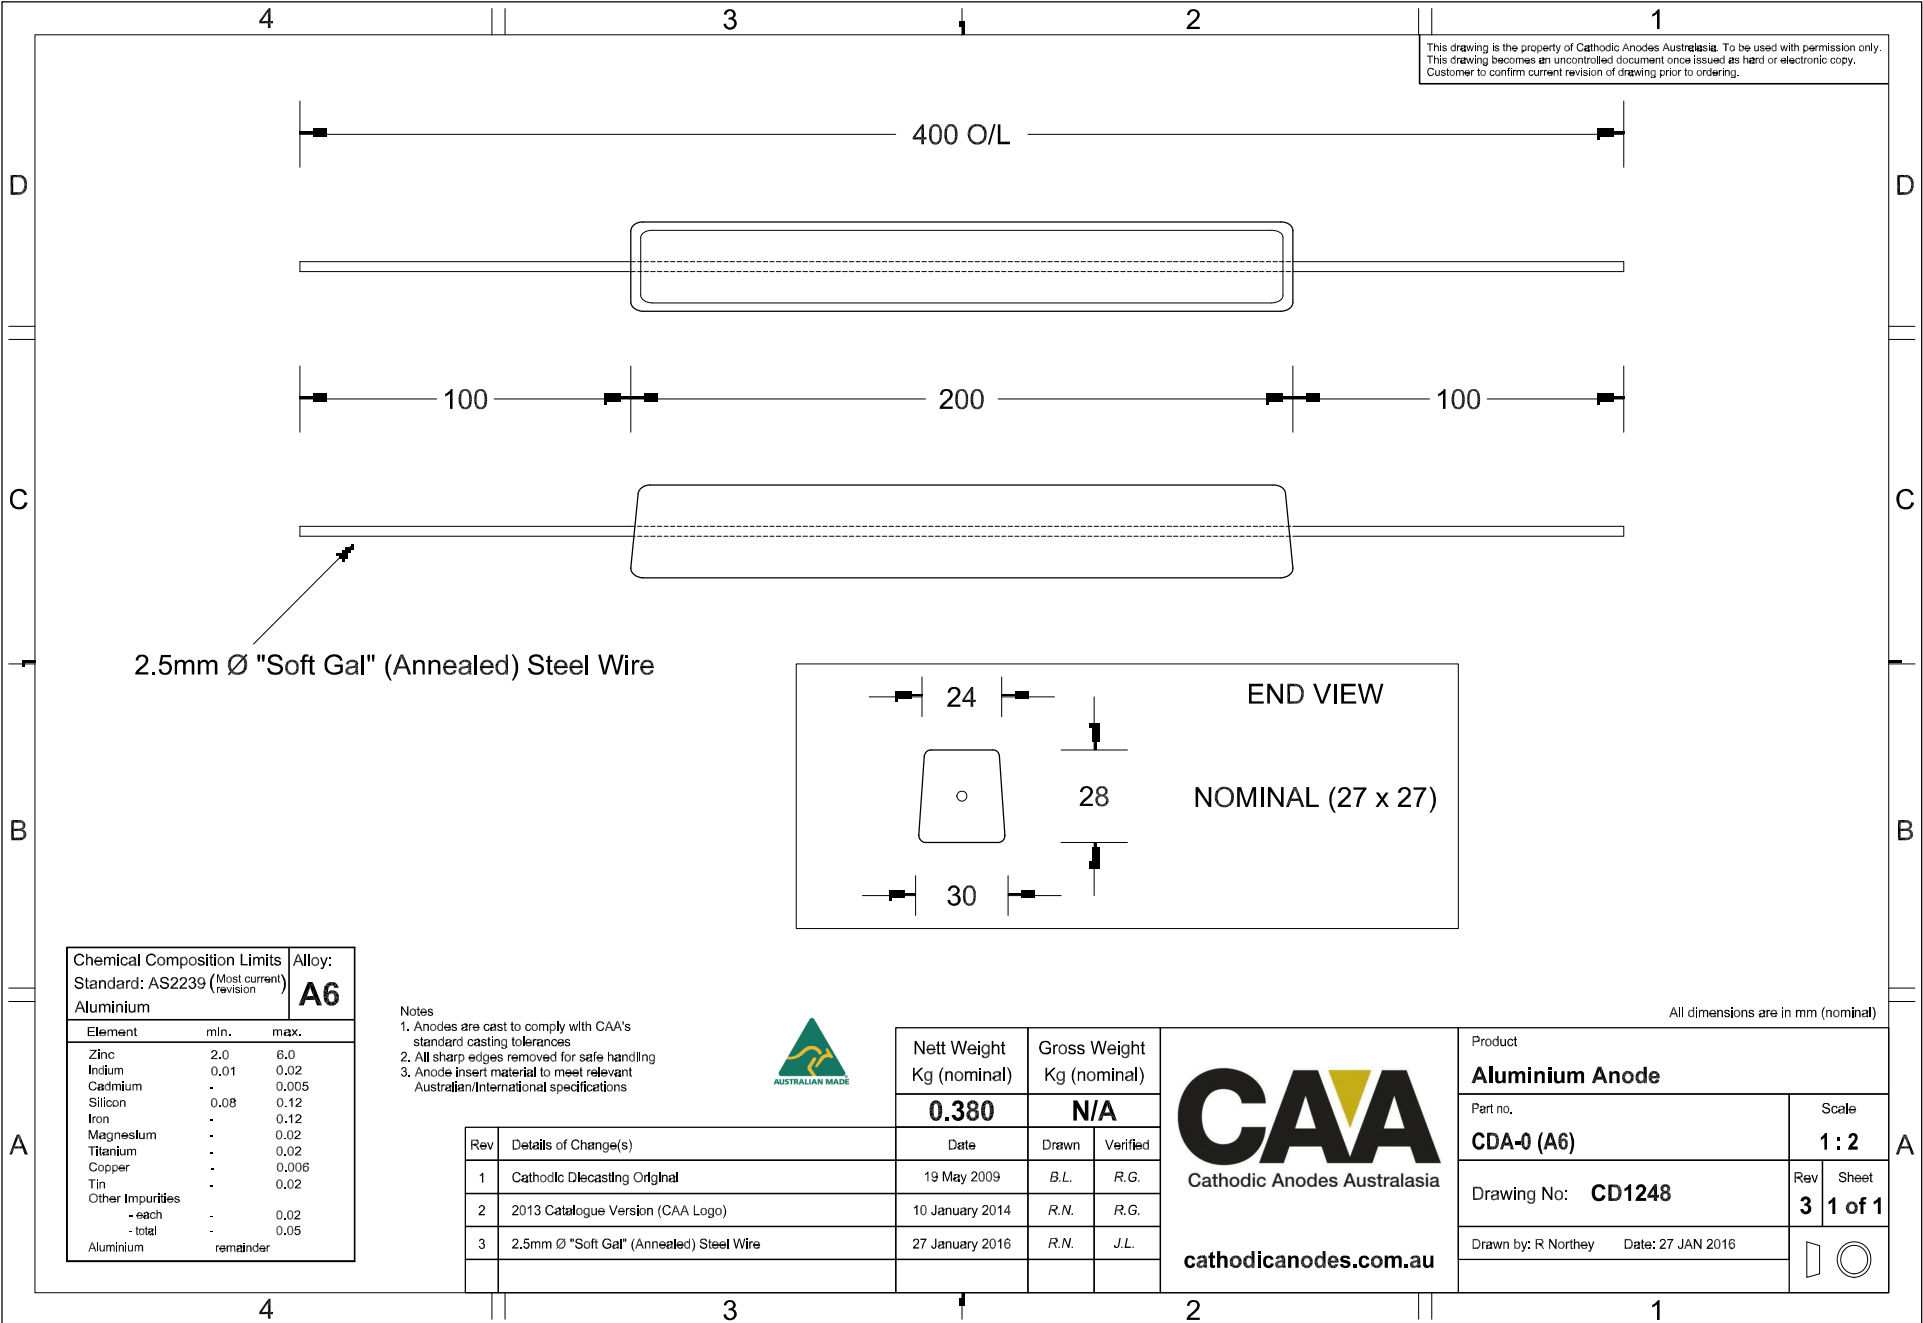 4 3 2 1
This drawing is the property of Cathodic Anodes Australasia. To be used with permission only.
This drawing becomes an uncontrolled document once issued as hard or electronic copy.
Customer to confirm current revision of drawing prior to ordering.
400 O/L
D D
100 200 100
C C
2.5mm Ø "Soft Gal" (Annealed) Steel Wire
24
END VIEW
28
NOMINAL (27 x 27)
30
B B
Chemical Composition Limits
Standard: AS2239 (Most current revision)
Aluminium
Alloy:
A6
Element min. max.
Zinc 2.0 6.0
Indium 0.01 0.02
Cadmium - 0.005
Silicon 0.08 0.12
Iron - 0.12
Magnesium - 0.02
Titanium - 0.02
Copper - 0.006
Tin - 0.02
Other Impurities
- each - 0.02
- total - 0.05
Aluminium remainder
Notes
1. Anodes are cast to comply with CAA's
standard casting tolerances
2. All sharp edges removed for safe handling
3. Anode insert material to meet relevant
Australian/International specifications
AUSTRALIAN MADE
All dimensions are in mm (nominal)
Nett Weight
Kg (nominal)
0.380
Gross Weight
Kg (nominal)
N/A
Rev Details of Change(s) Date Drawn Verified
1 Cathodic Diecasting Original 19 May 2009 B.L. R.G.
2 2013 Catalogue Version (CAA Logo) 10 January 2014 R.N. R.G.
3 2.5mm Ø "Soft Gal" (Annealed) Steel Wire 27 January 2016 R.N. J.L.
CAA
Cathodic Anodes Australasia
cathodicanodes.com.au
Product
Aluminium Anode
Part no.
CDA-0 (A6)
Scale
1 : 2
Drawing No: CD1248
Rev
3
Sheet
1 of 1
Drawn by: R Northey Date: 27 JAN 2016
A A
4 3 2 1